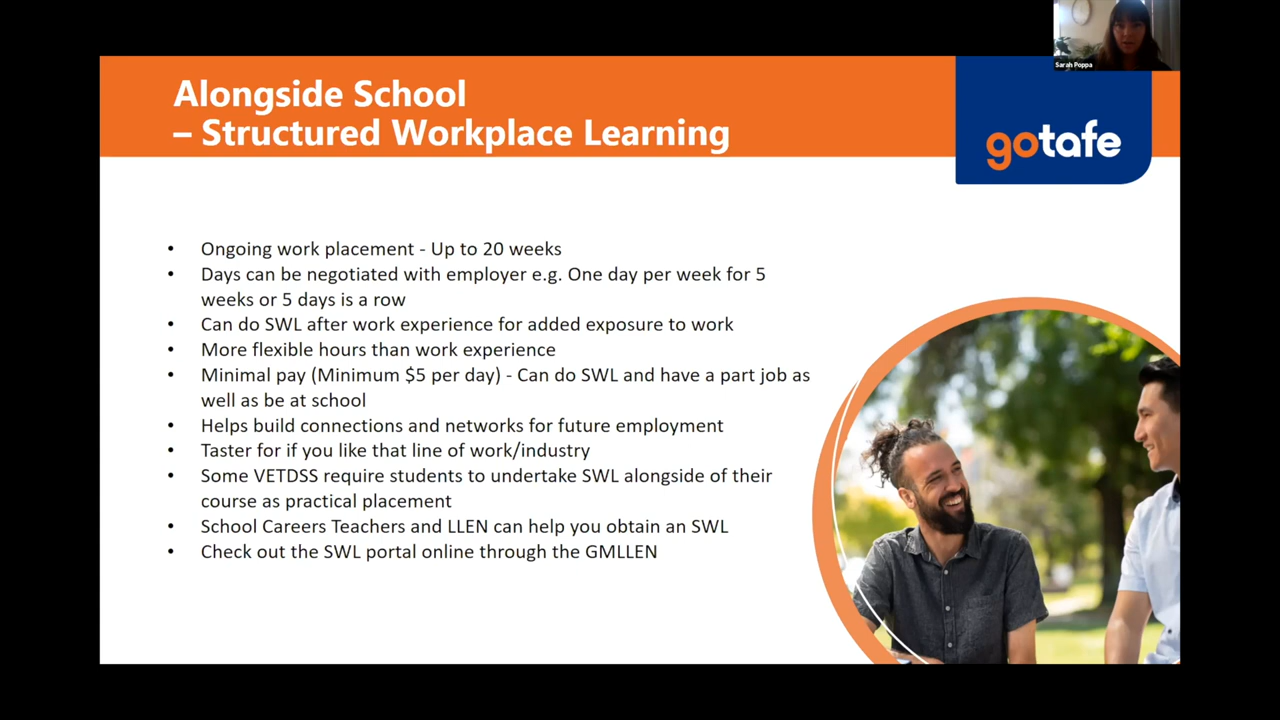 Sarah Poppa
Alongside School
– Structured Workplace Learning
gotafe
• Ongoing work placement - Up to 20 weeks
• Days can be negotiated with employer e.g. One day per week for 5
weeks or 5 days is a row
• Can do SWL after work experience for added exposure to work
• More flexible hours than work experience
• Minimal pay (Minimum $5 per day) - Can do SWL and have a part job as
well as be at school
• Helps build connections and networks for future employment
• Taster for if you like that line of work/industry
• Some VETDSS require students to undertake SWL alongside of their
course as practical placement
• School Careers Teachers and LLEN can help you obtain an SWL
• Check out the SWL portal online through the GMLLEN